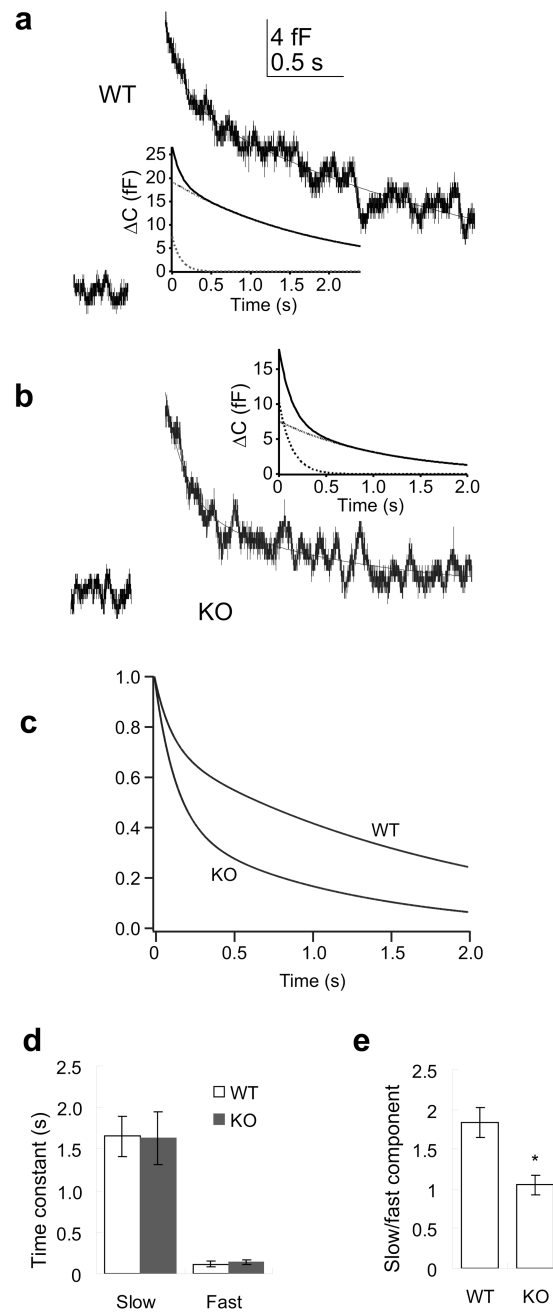 a
4 fF
0.5 s
WT
25
20
15
10
5
0
ΔC (fF)
0 0.5 1.0 1.5 2.0
Time (s)
b
15
10
5
0
ΔC (fF)
0 0.5 1.0 1.5 2.0
Time (s)
KO
c
1.0
0.8
0.6
0.4
0.2
0.0
WT
KO
0 0.5 1.0 1.5 2.0
Time (s)
d
2.5
2.0
1.5
1.0
0.5
0
Time constant (s)
WT
KO
Slow Fast
e
2.5
2
1.5
1
0.5
0
Slow/fast component
*
WT KO